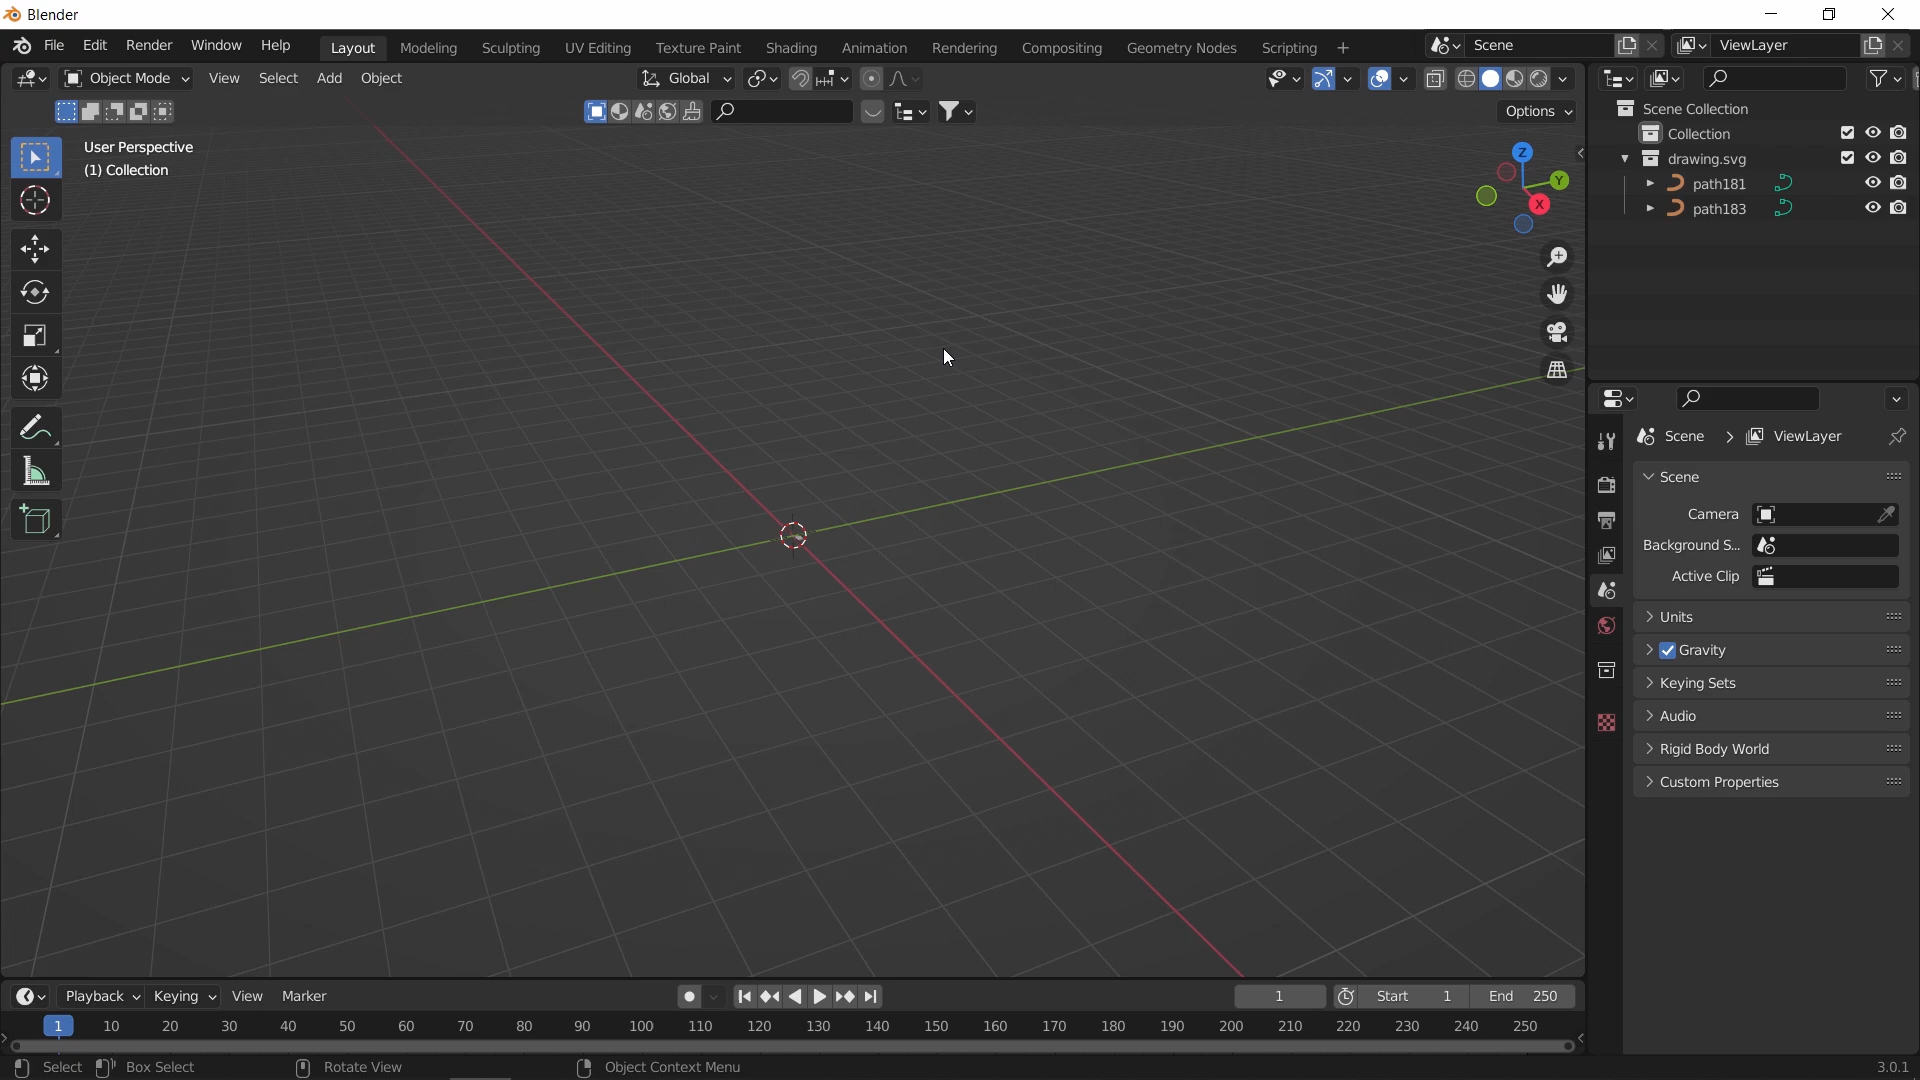 Blender
File Edit Render Window Help
Layout Modeling Sculpting UV Editing Texture Paint Shading Animation Rendering Compositing Geometry Nodes Scripting +
Scene
ViewLayer
Object Mode View Select Add Object
Global
Options
User Perspective
(1) Collection
Z
Y
X
Scene Collection
Collection
drawing.svg
path181
path183
Scene > ViewLayer
Scene
Camera
Background S...
Active Clip
Units
Gravity
Keying Sets
Audio
Rigid Body World
Custom Properties
Playback Keying View Marker
1
Start 1
End 250
1 10 20 30 40 50 60 70 80 90 100 110 120 130 140 150 160 170 180 190 200 210 220 230 240 250
Select Box Select Rotate View Object Context Menu
3.0.1